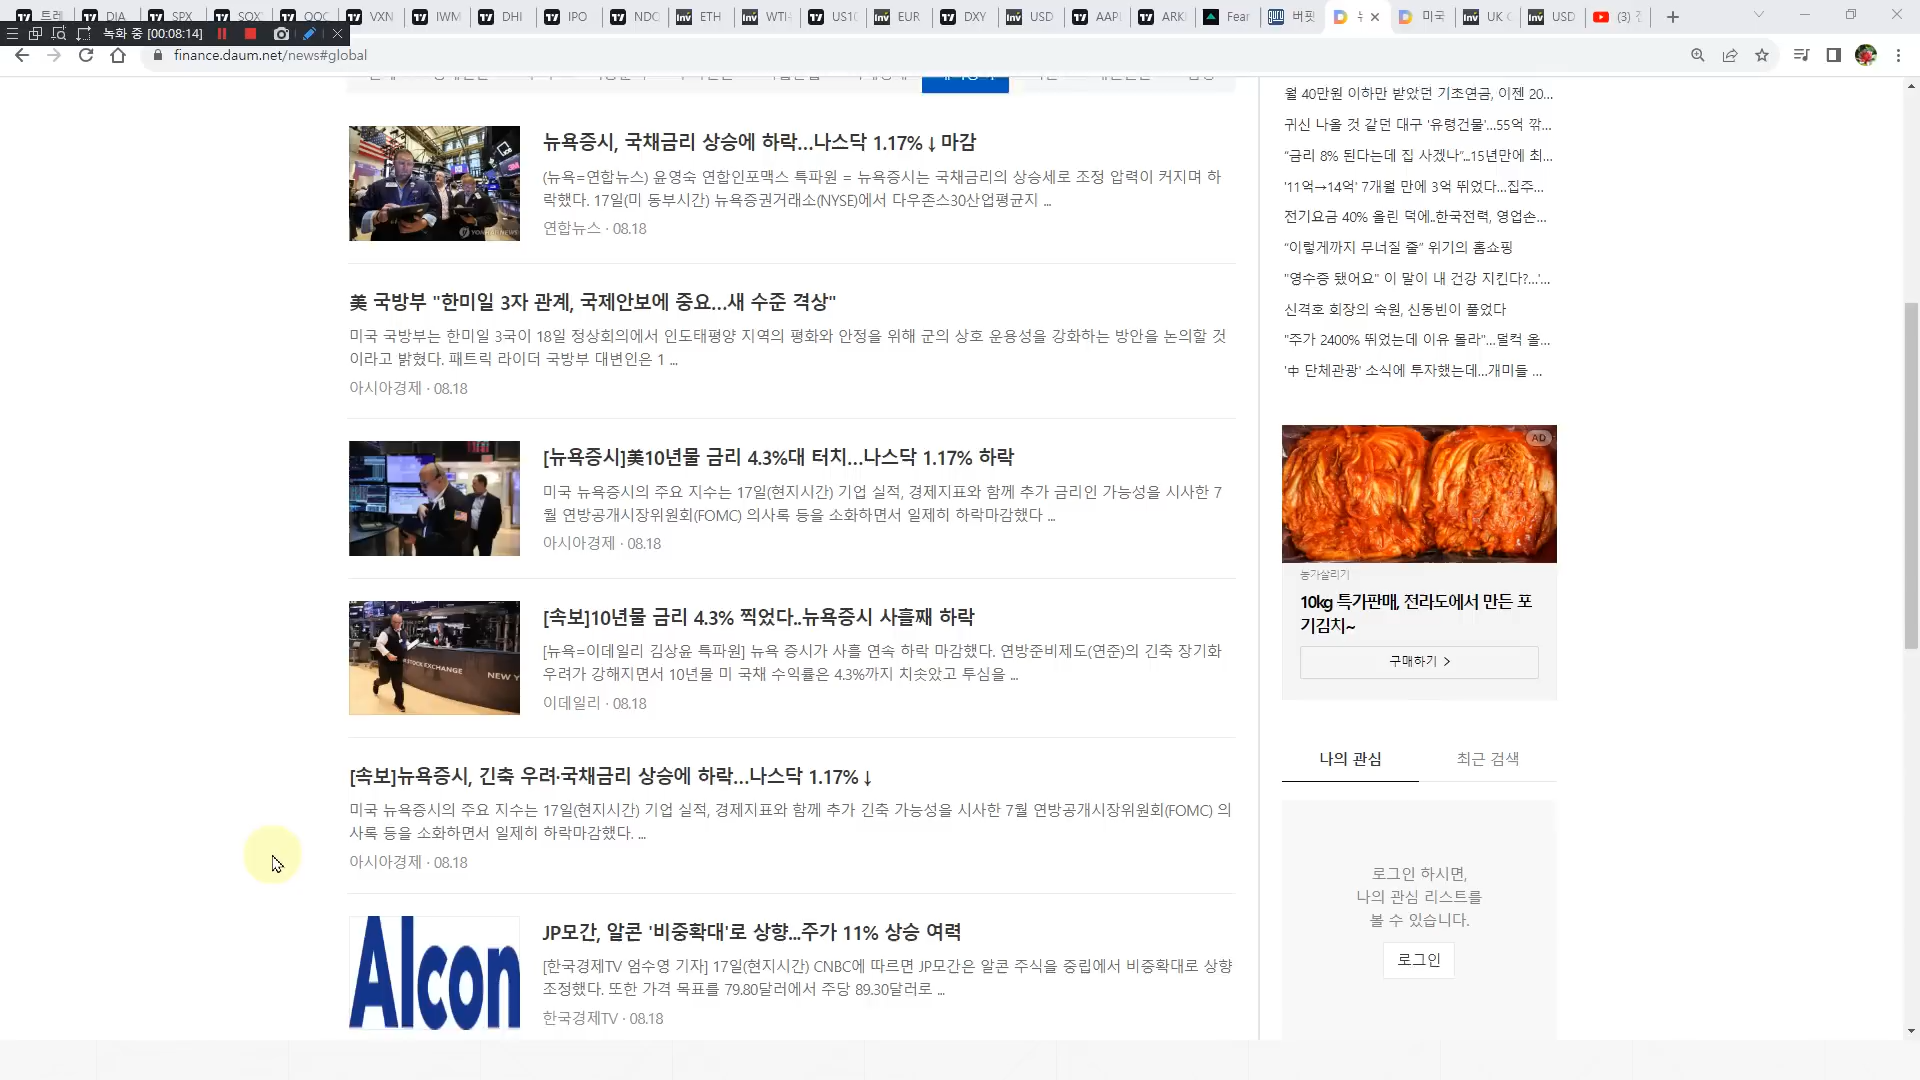 트레
DIA
SPX
SOX
QQC
VXN
IWM
DHI
IPO
NDC
ETH
WTI
US1(
EUR
DXY
USD
AAPL
ARK
Fear
버핏
미국
UK C
USD
(3)
녹화 중 [00:08:14]
finance.daum.net/news#global
뉴욕증시, 국채금리 상승에 하락…나스닥 1.17%↓마감
(뉴욕=연합뉴스) 윤영숙 연합인포맥스 특파원 = 뉴욕증시는 국채금리의 상승세로 조정 압력이 커지며 하
락했다. 17일(미 동부시간) 뉴욕증권거래소(NYSE)에서 다우존스30산업평균지 ...
연합뉴스 · 08.18
美 국방부 "한미일 3자 관계, 국제안보에 중요…새 수준 격상"
미국 국방부는 한미일 3국이 18일 정상회의에서 인도태평양 지역의 평화와 안정을 위해 군의 상호 운용성을 강화하는 방안을 논의할 것
이라고 밝혔다. 패트릭 라이더 국방부 대변인은 1 ...
아시아경제 · 08.18
[뉴욕증시]美10년물 금리 4.3%대 터치…나스닥 1.17% 하락
미국 뉴욕증시의 주요 지수는 17일(현지시간) 기업 실적, 경제지표와 함께 추가 금리인 가능성을 시사한 7
월 연방공개시장위원회(FOMC) 의사록 등을 소화하면서 일제히 하락마감했다 ...
아시아경제 · 08.18
STOCK EXCHANGE
NEW Y
[속보]10년물 금리 4.3% 찍었다..뉴욕증시 사흘째 하락
[뉴욕=이데일리 김상윤 특파원] 뉴욕 증시가 사흘 연속 하락 마감했다. 연방준비제도(연준)의 긴축 장기화
우려가 강해지면서 10년물 미 국채 수익률은 4.3%까지 치솟았고 투심을 ...
이데일리 · 08.18
[속보]뉴욕증시, 긴축 우려·국채금리 상승에 하락…나스닥 1.17%↓
미국 뉴욕증시의 주요 지수는 17일(현지시간) 기업 실적, 경제지표와 함께 추가 긴축 가능성을 시사한 7월 연방공개시장위원회(FOMC) 의
사록 등을 소화하면서 일제히 하락마감했다. ...
아시아경제 · 08.18
Alcon
JP모간, 알콘 '비중확대'로 상향...주가 11% 상승 여력
[한국경제TV 엄수영 기자] 17일(현지시간) CNBC에 따르면 JP모간은 알콘 주식을 중립에서 비중확대로 상향
조정했다. 또한 가격 목표를 79.80달러에서 주당 89.30달러로 ...
한국경제TV · 08.18
월 40만원 이하만 받았던 기초연금, 이젠 20...
귀신 나올 것 같던 대구 '유령건물'…55억 깎...
“금리 8% 된다는데 집 사겠나”…15년만에 최...
'11억→14억' 7개월 만에 3억 뛰었다…집주...
전기요금 40% 올린 덕에..한국전력, 영업손...
“이렇게까지 무너질 줄” 위기의 홈쇼핑
"영수증 됐어요" 이 말이 내 건강 지킨다?…'...
신격호 회장의 숙원, 신동빈이 풀었다
"주가 2400% 뛰었는데 이유 몰라"…덜컥 올...
'中 단체관광' 소식에 투자했는데…개미들 ...
AD
농가살리기
10kg 특가판매, 전라도에서 만든 포
기김치~
구매하기 >
나의 관심
최근 검색
로그인 하시면,
나의 관심 리스트를
볼 수 있습니다.
로그인